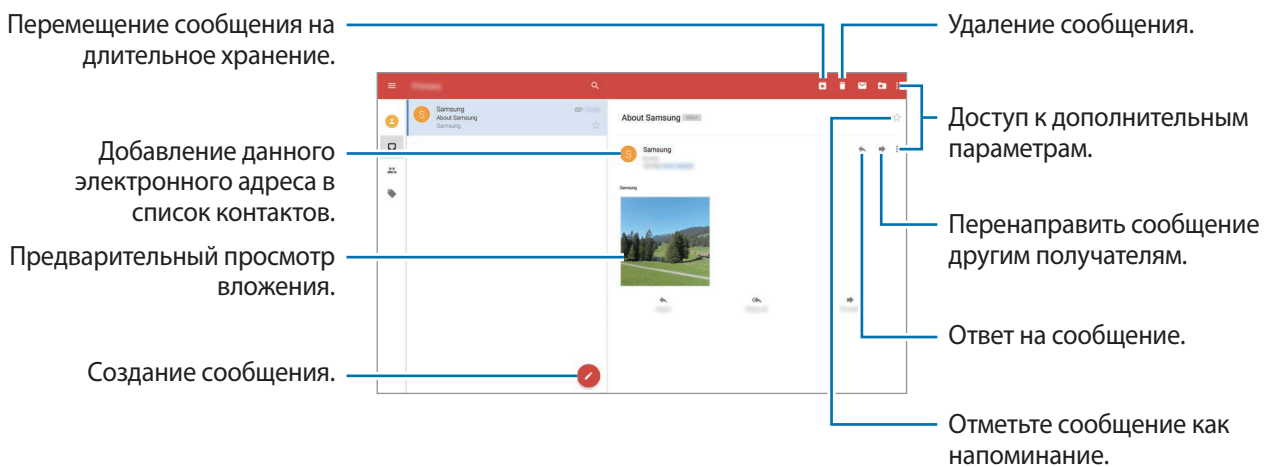 Перемещение сообщения на
длительное хранение.
Добавление данного
электронного адреса в
список контактов.
Предварительный просмотр
вложения.
Создание сообщения.
Samsung
About Samsung
Samsung
About Samsung
S
Samsung
S
Samsung
Удаление сообщения.
Доступ к дополнительным
параметрам.
Перенаправить сообщение
другим получателям.
Ответ на сообщение.
Отметьте сообщение как
напоминание.